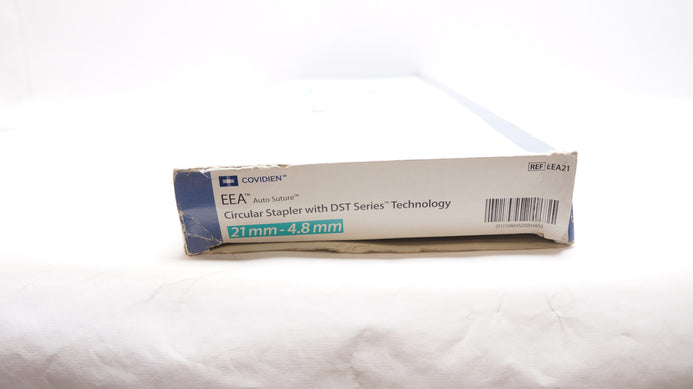 COVIDIEN™
REF EEA21
EEA™ Auto Suture™
Circular Stapler with DST Series™ Technology
21 mm - 4.8 mm